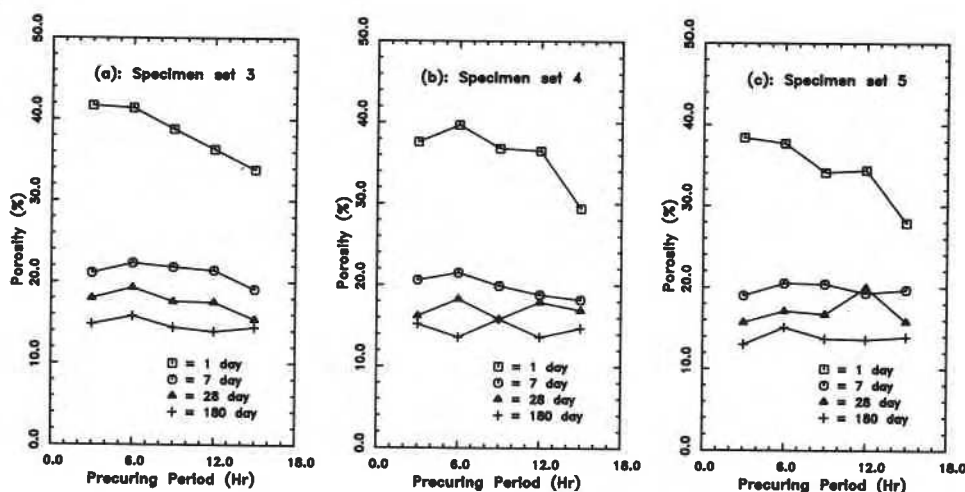 (a): Specimen set 3
Porosity (%)
50.0
40.0
30.0
20.0
10.0
0.0
= 1 day
= 7 day
= 28 day
= 180 day
0.0 6.0 12.0 18.0
Precuring Period (Hr)
(b): Specimen set 4
Porosity (%)
50.0
40.0
30.0
20.0
10.0
0.0
= 1 day
= 7 day
= 28 day
= 180 day
0.0 6.0 12.0 18.0
Precuring Period (Hr)
(c): Specimen set 5
Porosity (%)
50.0
40.0
30.0
20.0
10.0
0.0
= 1 day
= 7 day
= 28 day
= 180 day
0.0 6.0 12.0 18.0
Precuring Period (Hr)